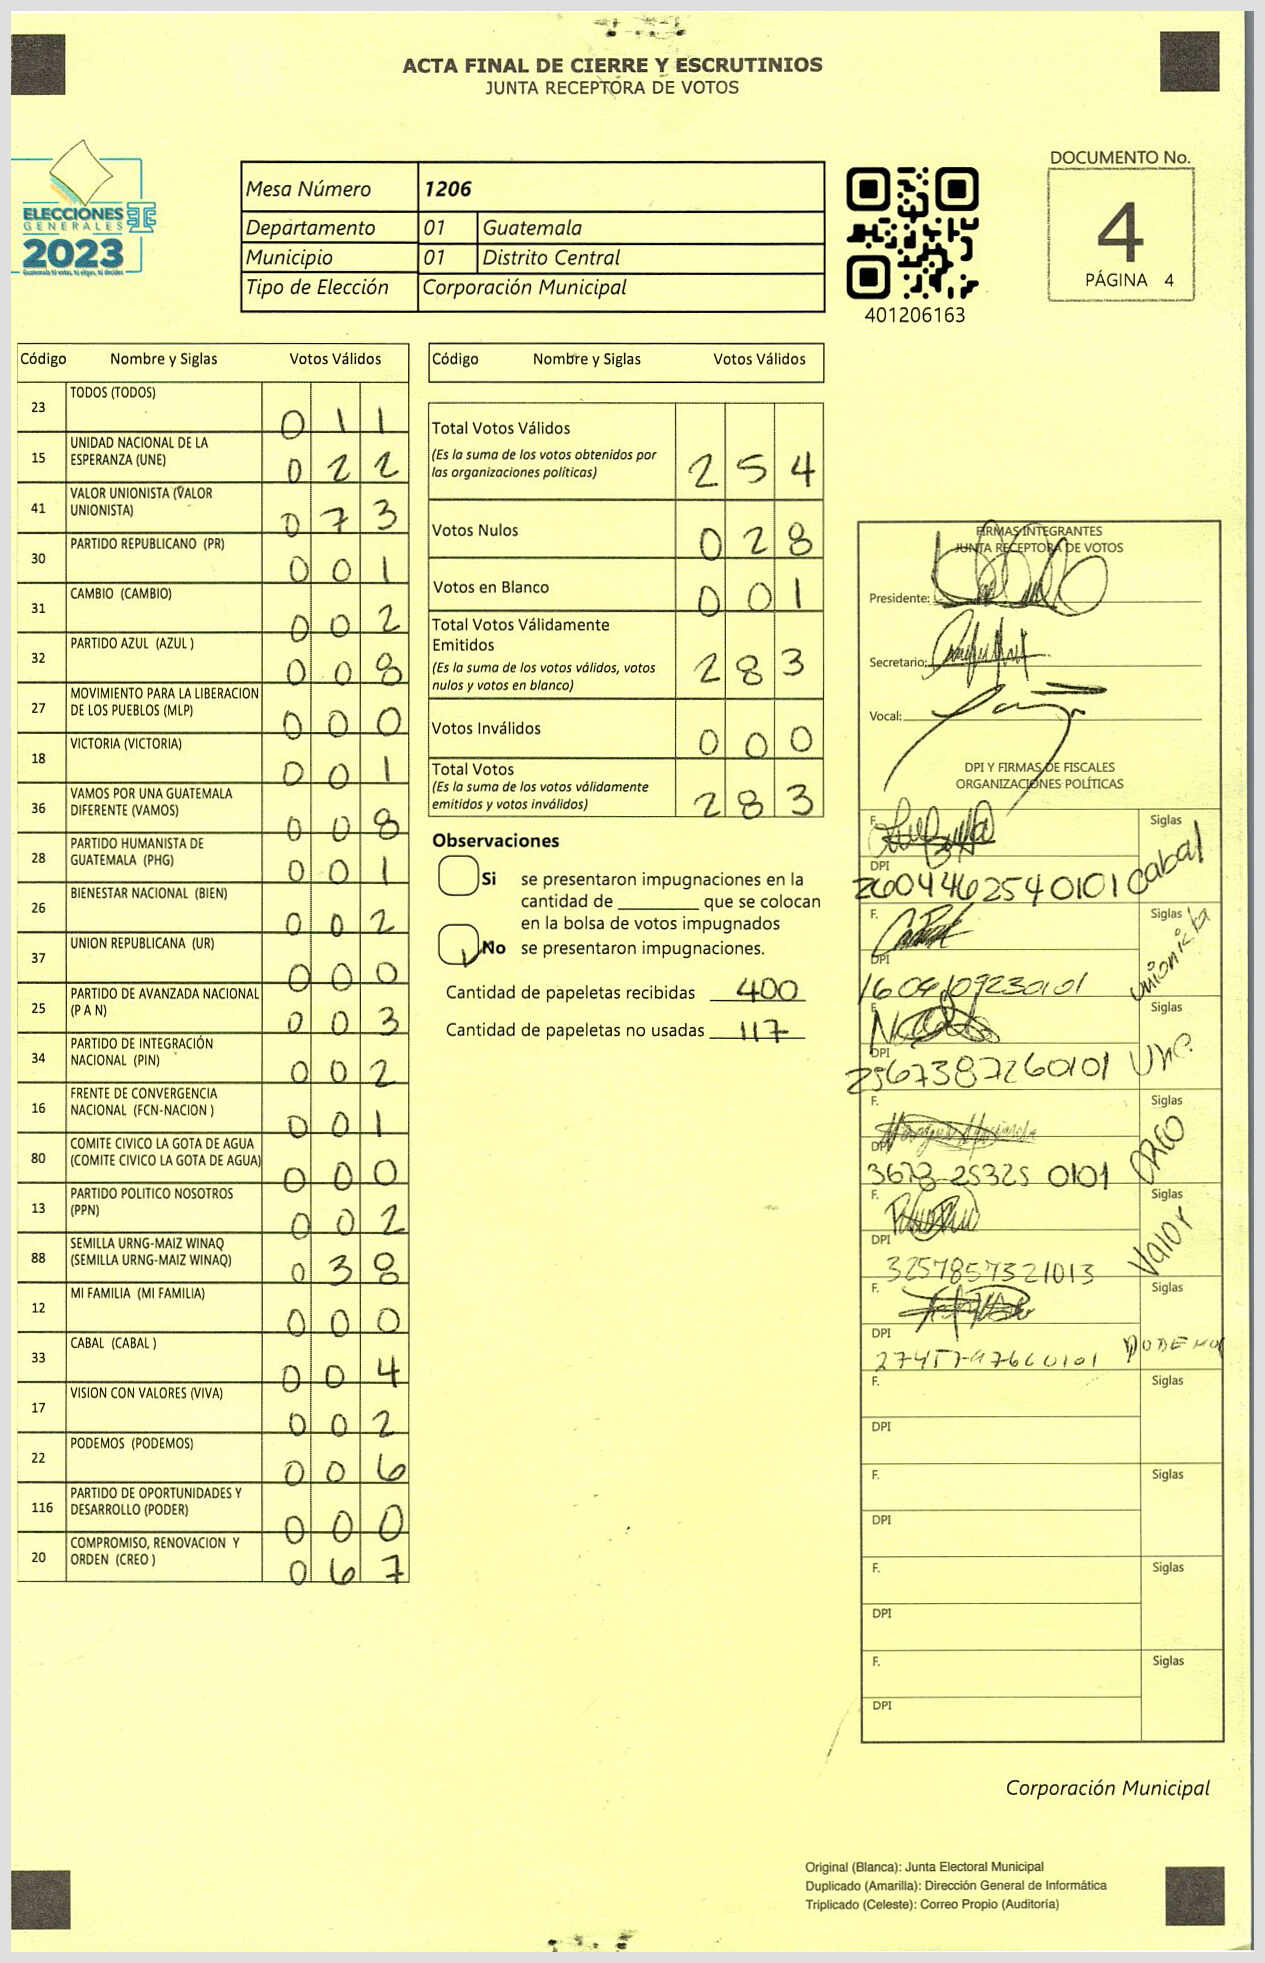 ACTA FINAL DE CIERRE Y ESCRUTINIOS
JUNTA RECEPTORA DE VOTOS
ELECCIONES
GENERALES
2023
Guatemala tú votas, tú eliges, tú decides
Mesa Número 1206
Departamento 01 Guatemala
Municipio 01 Distrito Central
Tipo de Elección Corporación Municipal
401206163
DOCUMENTO No.
4
PÁGINA 4
Código Nombre y Siglas Votos Válidos
23 TODOS (TODOS) 0 1 1
15 UNIDAD NACIONAL DE LA
ESPERANZA (UNE) 0 2 2
41 VALOR UNIONISTA (VALOR
UNIONISTA) 0 7 3
30 PARTIDO REPUBLICANO (PR) 0 0 1
31 CAMBIO (CAMBIO) 0 0 2
32 PARTIDO AZUL (AZUL ) 0 0 8
27 MOVIMIENTO PARA LA LIBERACION
DE LOS PUEBLOS (MLP) 0 0 0
18 VICTORIA (VICTORIA) 0 0 1
36 VAMOS POR UNA GUATEMALA
DIFERENTE (VAMOS) 0 0 8
28 PARTIDO HUMANISTA DE
GUATEMALA (PHG) 0 0 1
26 BIENESTAR NACIONAL (BIEN) 0 0 2
37 UNION REPUBLICANA (UR) 0 0 0
25 PARTIDO DE AVANZADA NACIONAL
(P A N) 0 0 3
34 PARTIDO DE INTEGRACIÓN
NACIONAL (PIN) 0 0 2
16 FRENTE DE CONVERGENCIA
NACIONAL (FCN-NACION ) 0 0 1
80 COMITE CIVICO LA GOTA DE AGUA
(COMITE CIVICO LA GOTA DE AGUA) 0 0 0
13 PARTIDO POLITICO NOSOTROS
(PPN) 0 0 2
88 SEMILLA URNG-MAIZ WINAQ
(SEMILLA URNG-MAIZ WINAQ) 0 3 8
12 MI FAMILIA (MI FAMILIA) 0 0 0
33 CABAL (CABAL ) 0 0 4
17 VISION CON VALORES (VIVA) 0 0 2
22 PODEMOS (PODEMOS) 0 0 6
116 PARTIDO DE OPORTUNIDADES Y
DESARROLLO (PODER) 0 0 0
20 COMPROMISO, RENOVACION Y
ORDEN (CREO ) 0 6 7
Código Nombre y Siglas Votos Válidos
Total Votos Válidos
(Es la suma de los votos obtenidos por
las organizaciones políticas) 2 5 4
Votos Nulos 0 2 8
Votos en Blanco 0 0 1
Total Votos Válidamente
Emitidos
(Es la suma de los votos válidos, votos
nulos y votos en blanco) 2 8 3
Votos Inválidos 0 0 0
Total Votos
(Es la suma de los votos válidamente
emitidos y votos inválidos) 2 8 3
Observaciones
Si se presentaron impugnaciones en la
cantidad de ________ que se colocan
en la bolsa de votos impugnados
No se presentaron impugnaciones.
Cantidad de papeletas recibidas 400
Cantidad de papeletas no usadas 117
FIRMAS INTEGRANTES
JUNTA RECEPTORA DE VOTOS
Presidente:
Secretario:
Vocal:
DPI Y FIRMAS DE FISCALES
ORGANIZACIONES POLÍTICAS
F. Siglas
DPI
2604462540101 Cabal
F. Siglas
DPI
Unionista
F. Siglas
DPI
2567387260101 UNE
F. Siglas
DPI
0101
F. Siglas
DPI
3257857321013 Valor
F. Siglas
DPI
F. Siglas
DPI
F. Siglas
DPI
F. Siglas
DPI
F. Siglas
DPI
Corporación Municipal
Original (Blanca): Junta Electoral Municipal
Duplicado (Amarilla): Dirección General de Informática
Triplicado (Celeste): Correo Propio (Auditoría)